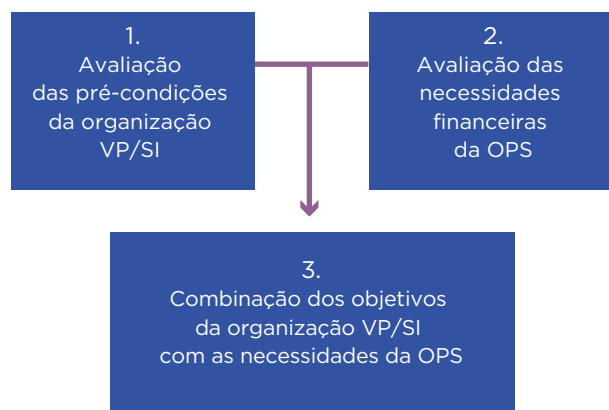 1.
Avaliação
das pré-condições
da organização
VP/SI
2.
Avaliação das
necessidades
financeiras
da OPS
3.
Combinação dos objetivos
da organização VP/SI
com as necessidades da OPS